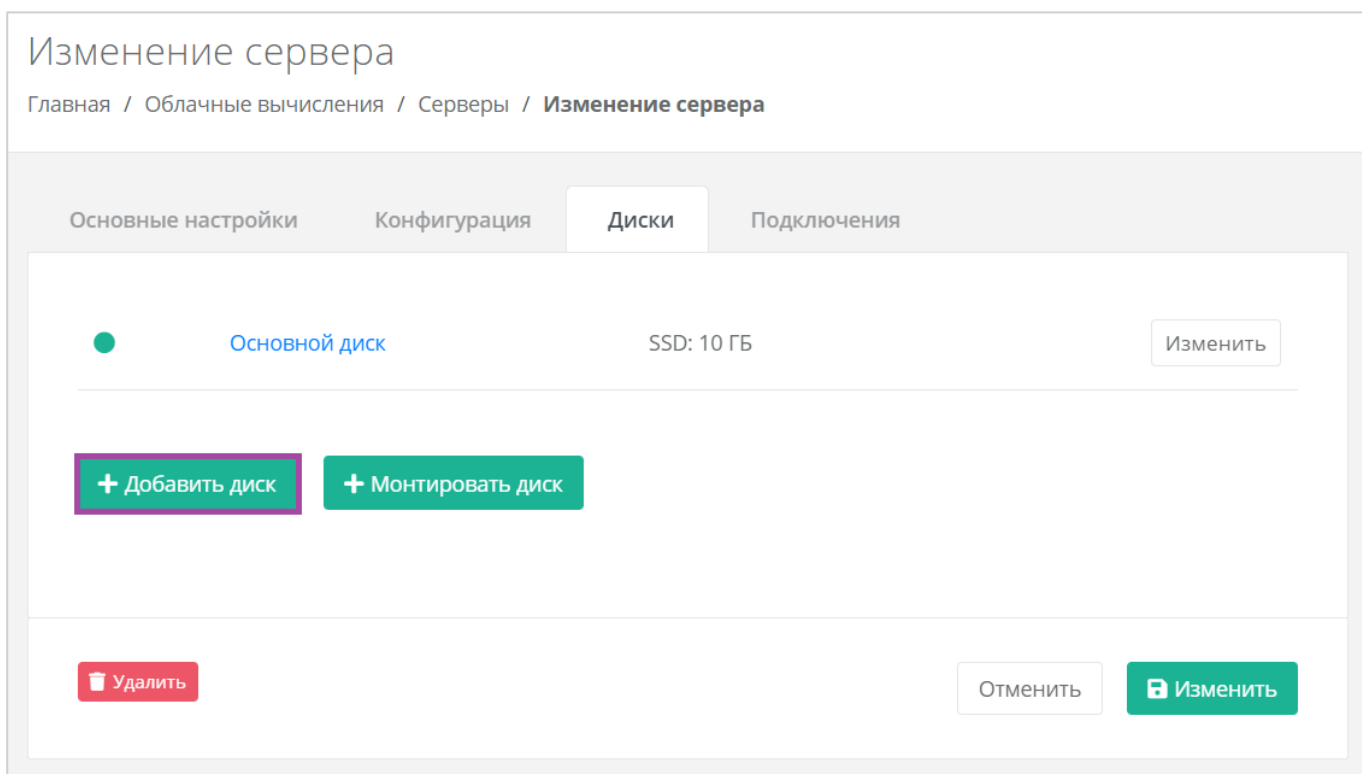 Изменение сервера
Главная / Облачные вычисления / Серверы / Изменение сервера
Основные настройки Конфигурация Диски Подключения
Основной диск SSD: 10 ГБ Изменить
+ Добавить диск + Монтировать диск
Удалить Отменить Изменить